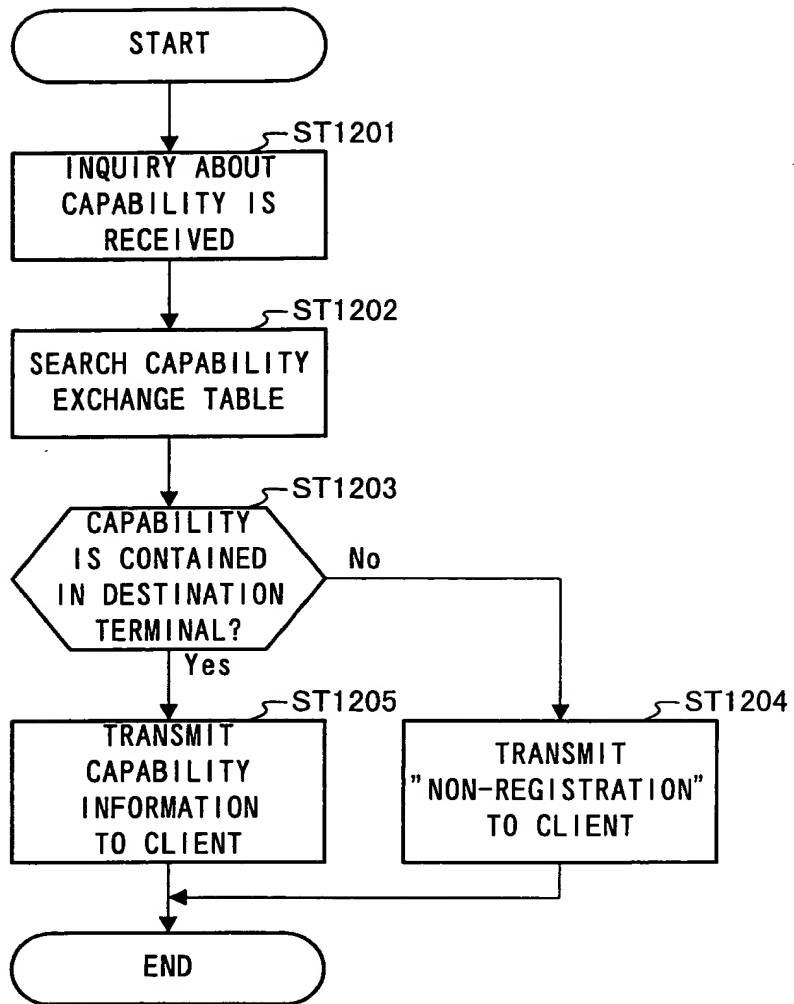 START
ST1201
INQUIRY ABOUT
CAPABILITY IS
RECEIVED
ST1202
SEARCH CAPABILITY
EXCHANGE TABLE
ST1203
CAPABILITY
IS CONTAINED
IN DESTINATION
TERMINAL?
No
Yes
ST1205
TRANSMIT
CAPABILITY
INFORMATION
TO CLIENT
ST1204
TRANSMIT
"NON-REGISTRATION"
TO CLIENT
END